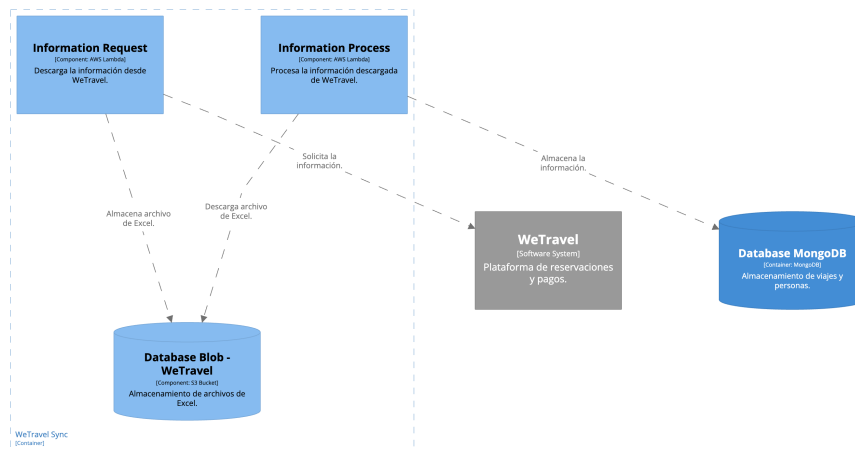 Information Request
[Component: AWS Lambda]
Descarga la información desde
WeTravel.
Information Process
[Component: AWS Lambda]
Procesa la información descargada
de WeTravel.
Solicita la
información.
Almacena la
información.
Almacena archivo
de Excel.
Descarga archivo
de Excel.
WeTravel
[Software System]
Plataforma de reservaciones
y pagos.
Database MongoDB
[Container: MongoDB]
Almacenamiento de viajes y
personas.
Database Blob -
WeTravel
[Component: S3 Bucket]
Almacenamiento de archivos de
Excel.
WeTravel Sync
[Container]